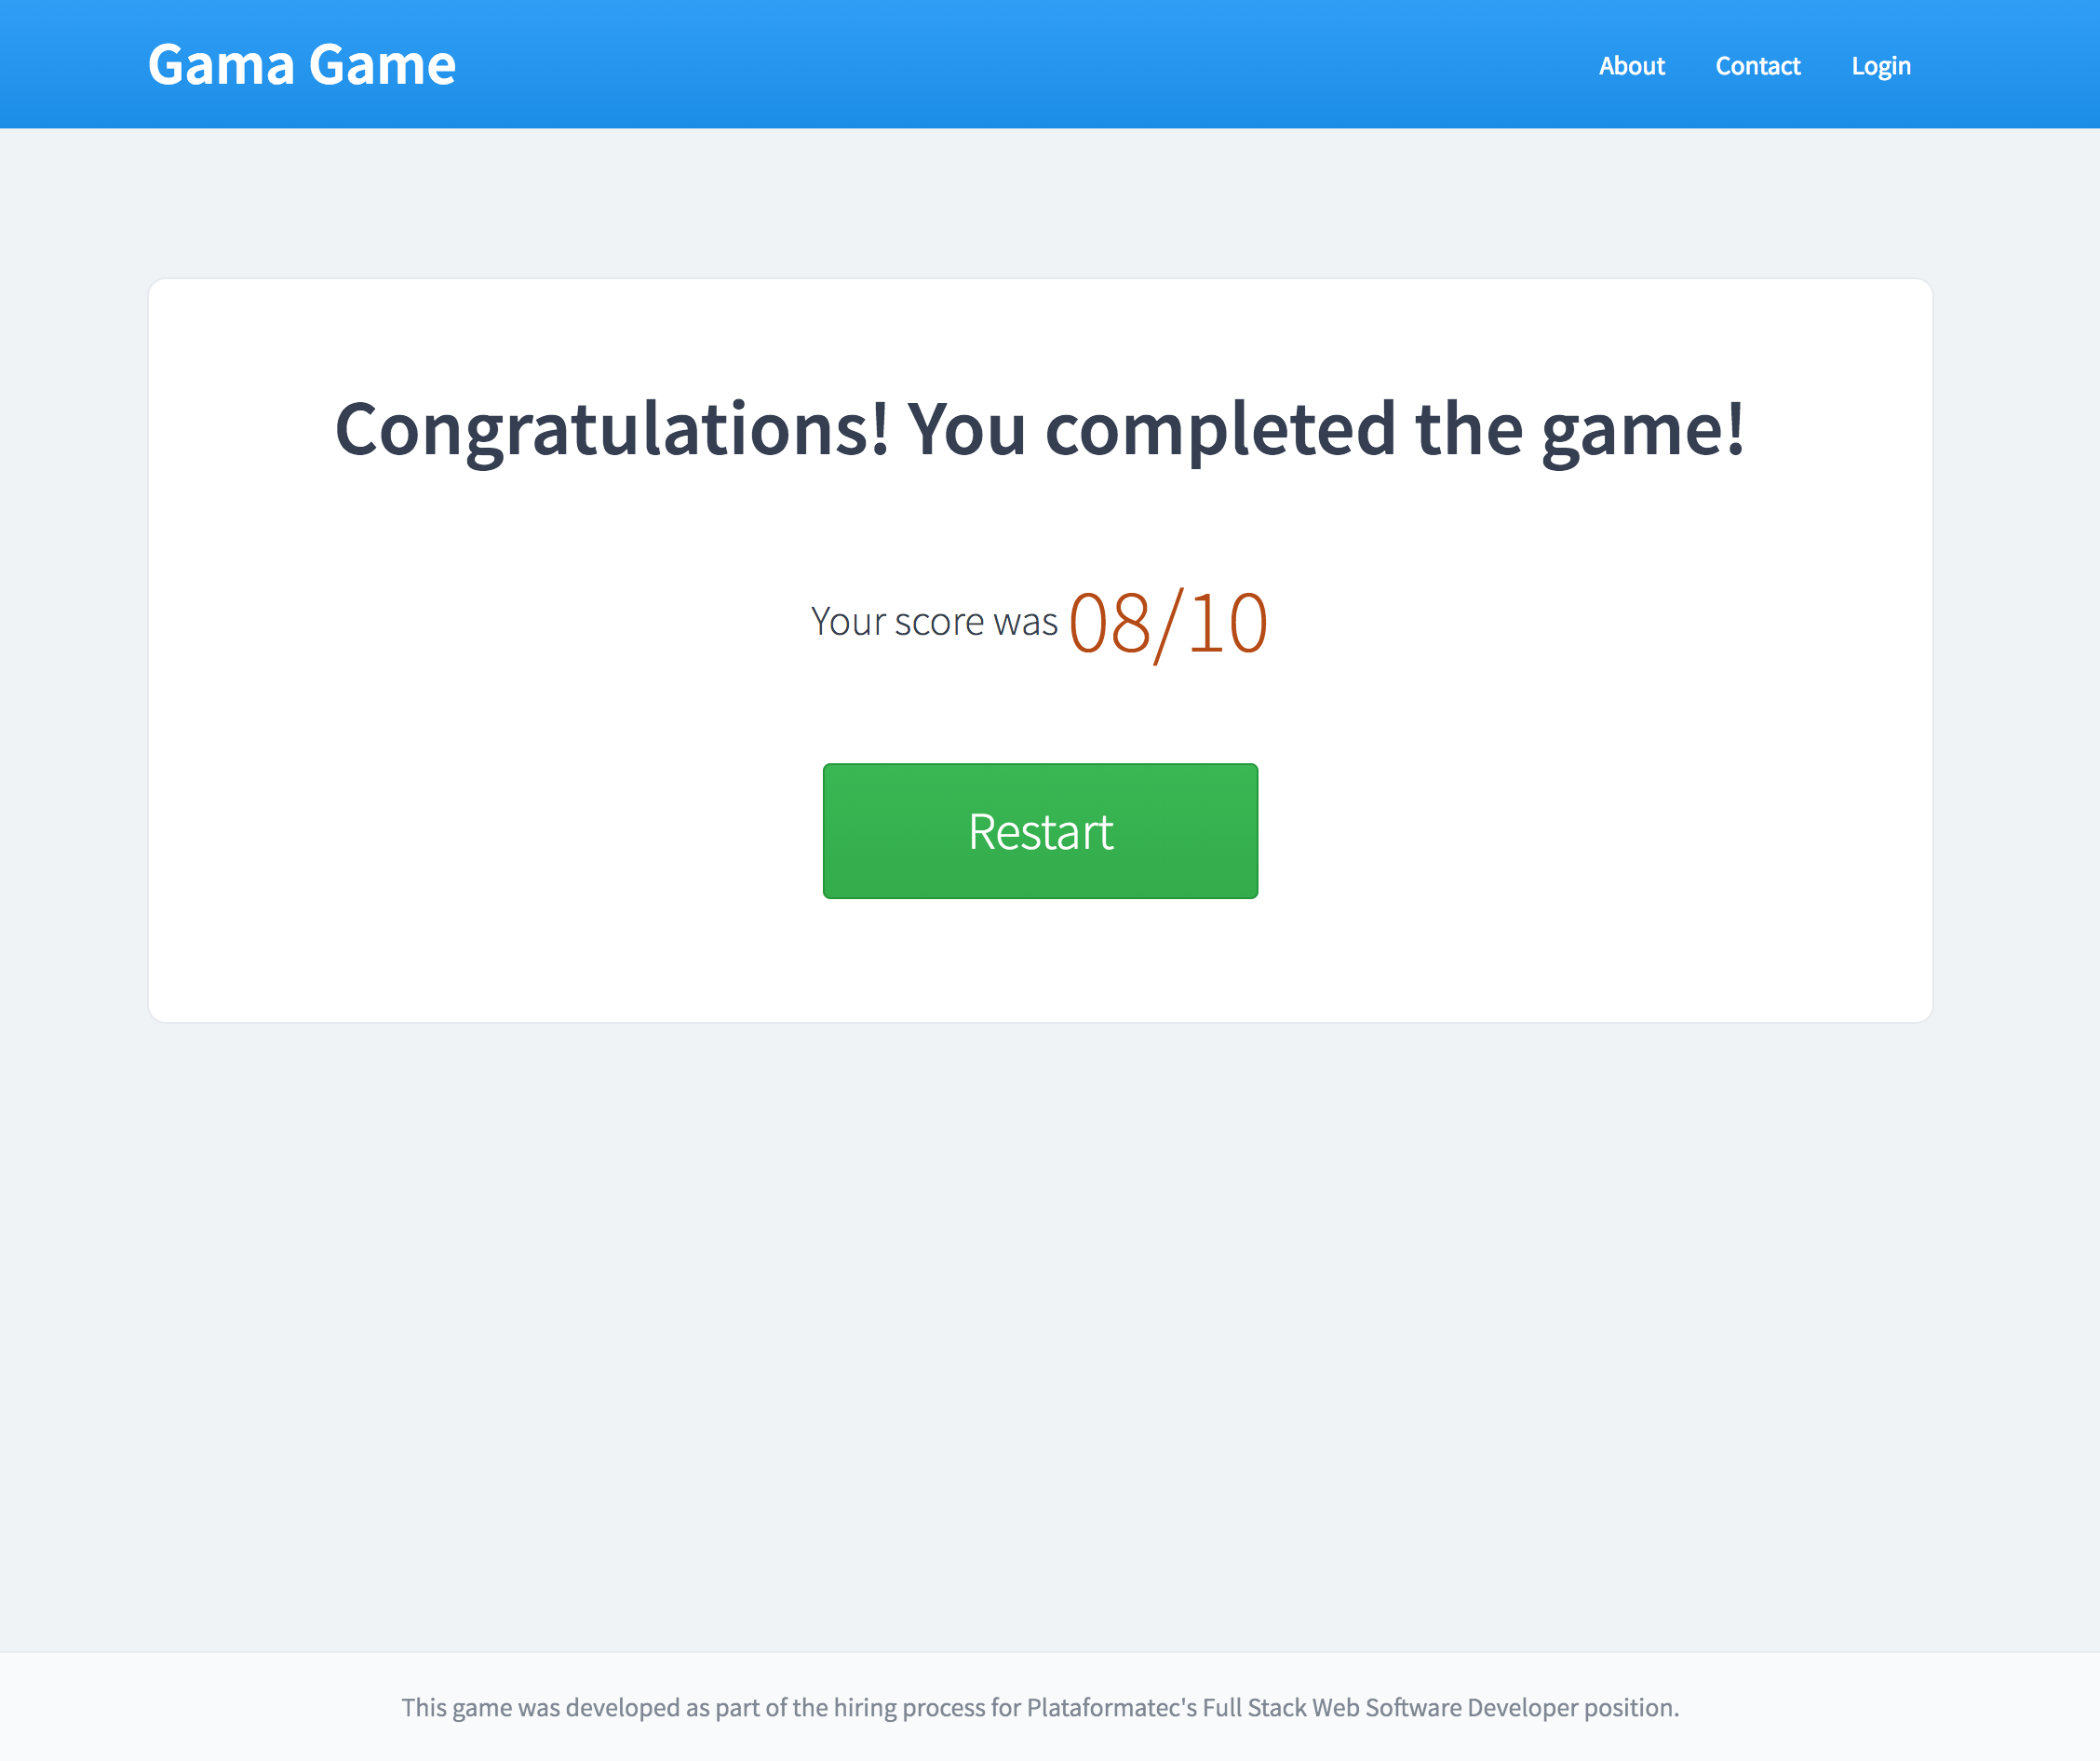 Gama Game
About Contact Login
Congratulations! You completed the game!
Your score was 08/10
Restart
This game was developed as part of the hiring process for Plataformatec's Full Stack Web Software Developer position.